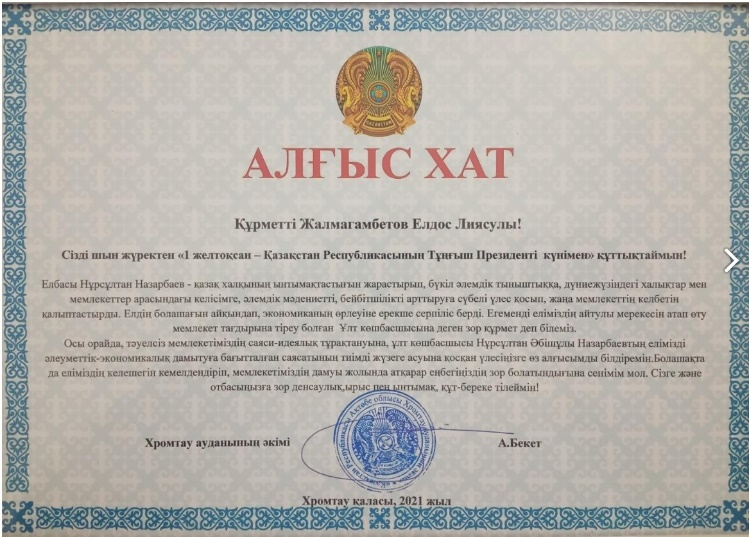 АЛҒЫС ХАТ
Құрметті Жалмагамбетов Елдос Лиясулы!
Сізді шын жүректен «1 желтоқсан – Қазақстан Республикасының Тұңғыш Президенті күнімен» құттықтаймын!
Елбасы Нұрсұлтан Назарбаев - қазақ халқының ынтымақтастығын жарастырып, бүкіл әлемдік тыныштыққа, дүниежүзіндегі халықтар мен
мемлекеттер арасындағы келісімге, әлемдік мәдениетті, бейбітшілікті арттыруға сүбелі үлес қосып, жаңа мемлекеттің келбетін
қалыптастырды. Елдің болашағын айқындап, экономиканың өрлеуіне ерекше серпіліс берді. Егеменді еліміздің айтулы мерекесін атап өту
мемлекет тағдырына тіреу болған Ұлт көшбасшысына деген зор құрмет деп білеміз.
Осы орайда, тәуелсіз мемлекетіміздің саяси-идеялық тұрақтануына, ұлт көшбасшысы Нұрсұлтан Әбішұлы Назарбаевтың елімізді
әлеуметтік-экономикалық дамытуға бағытталған саясатының тиімді жүзеге асуына қосқан үлесіңізге өз алғысымды білдіремін.Болашақта
да еліміздің келешегін кемелдендіріп, мемлекетіміздің дамуы жолында атқарар еңбегіңіздің зор болатындығына сенімім мол. Сізге және
отбасыңызға зор денсаулық,ырыс пен ынтымақ, құт-береке тілеймін!
Хромтау ауданының әкімі
А.Бекет
Хромтау қаласы, 2021 жыл